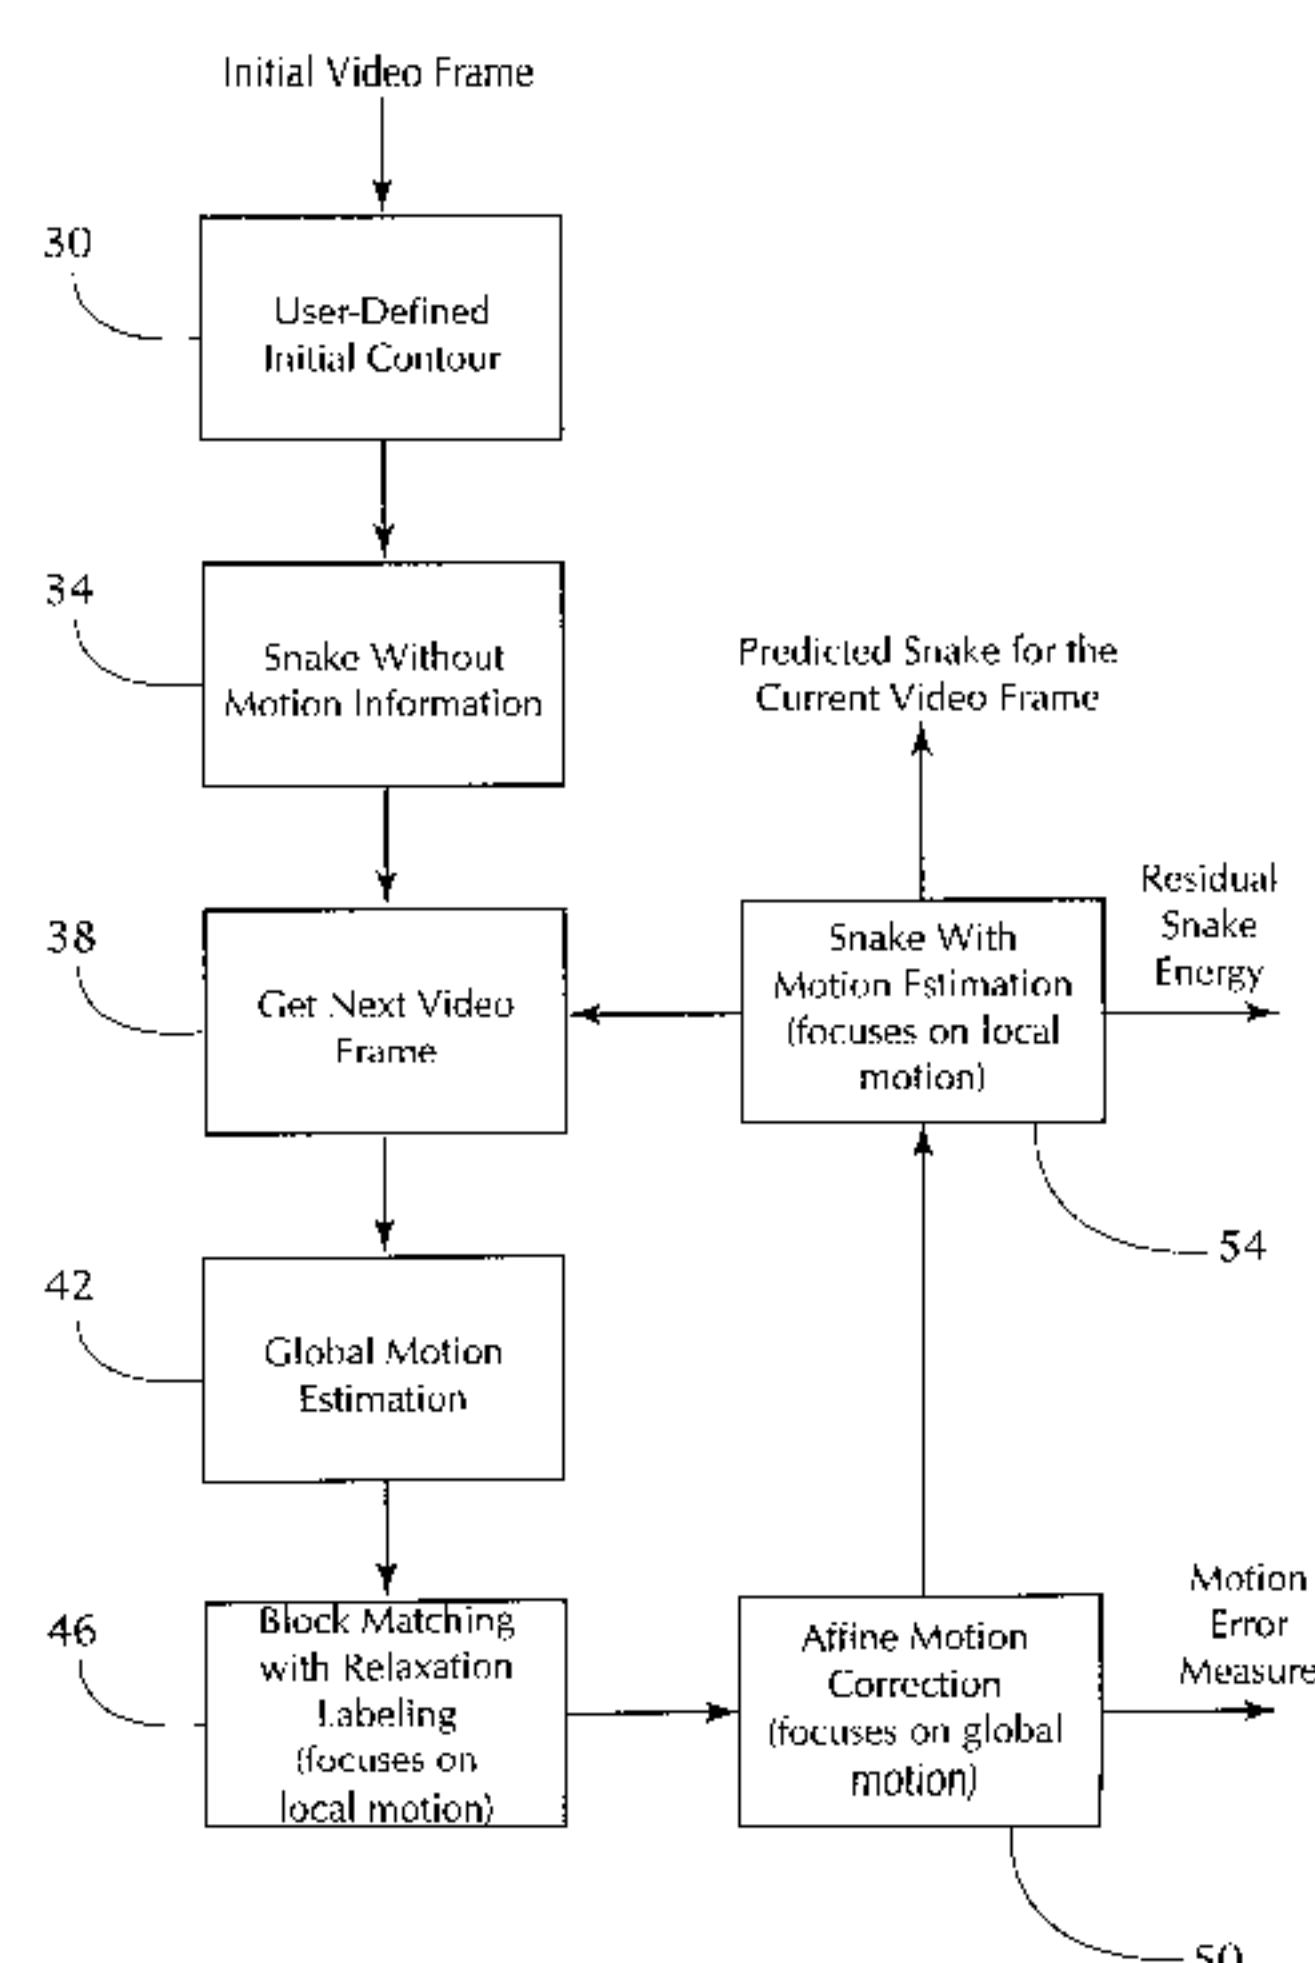 Initial Video Frame
30
User-Defined
Initial Contour
34
Snake Without
Motion Information
Predicted Snake for the
Current Video Frame
38
Get Next Video
Frame
Snake With
Motion Estimation
(focuses on local
motion)
Residual
Snake
Energy
54
42
Global Motion
Estimation
46
Block Matching
with Relaxation
Labeling
(focuses on
local motion)
Affine Motion
Correction
(focuses on global
motion)
Motion
Error
Measure
50